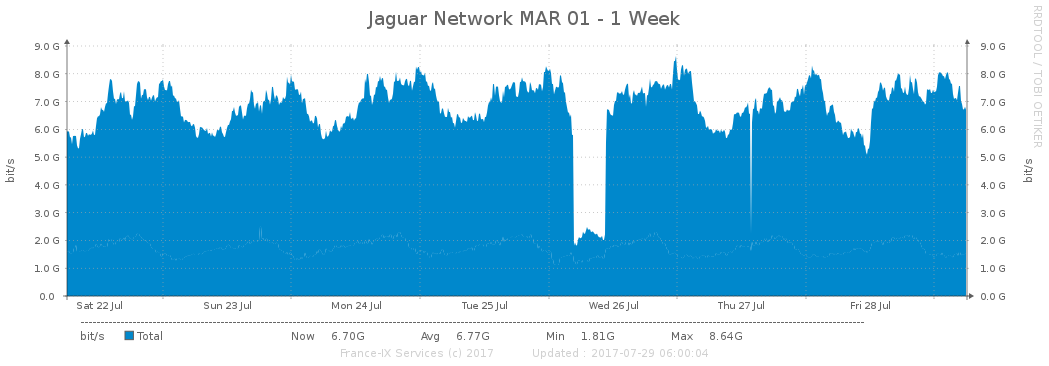 Jaguar Network MAR 01 - 1 Week
RRDTOOL / TOBI OETIKER
bit/s
9.0 G 9.0 G
8.0 G 8.0 G
7.0 G 7.0 G
6.0 G 6.0 G
5.0 G 5.0 G
4.0 G 4.0 G
3.0 G 3.0 G
2.0 G 2.0 G
1.0 G 1.0 G
0.0 0.0 G
bit/s
Sat 22 Jul Sun 23 Jul Mon 24 Jul Tue 25 Jul Wed 26 Jul Thu 27 Jul Fri 28 Jul
bit/s Total Now 6.70G Avg 6.77G Min 1.81G Max 8.64G
France-IX Services (c) 2017 Updated : 2017-07-29 06:00:04